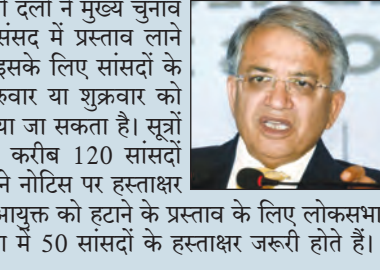 दलों ने मुख्य चुनाव
संसद में प्रस्ताव लाने
इसके लिए सांसदों के
या शुक्रवार को
जा सकता है। सूत्रों
करीब 120 सांसदों
ने नोटिस पर हस्ताक्षर
आयुक्त को हटाने के प्रस्ताव के लिए लोकसभा
में 50 सांसदों के हस्ताक्षर जरूरी होते हैं।